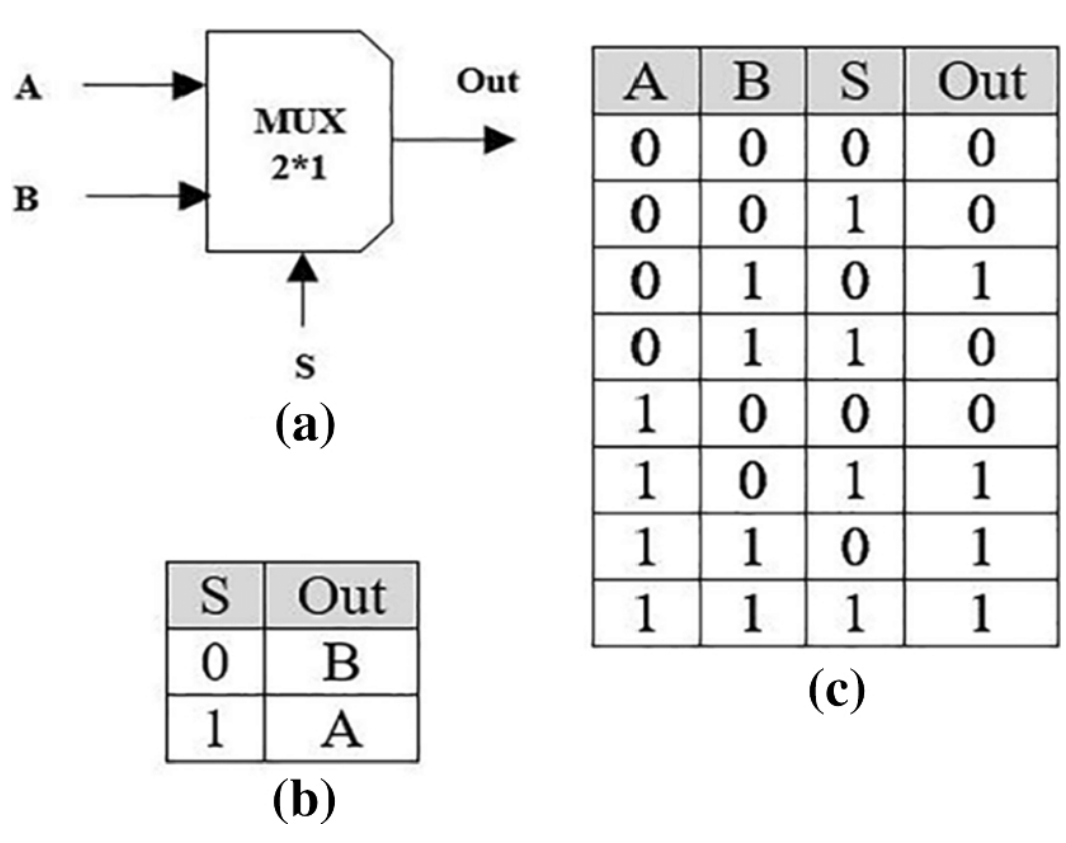 A
B
MUX
2*1
Out
S
(a)
S Out
0 B
1 A
(b)
A B S Out
0 0 0 0
0 0 1 0
0 1 0 1
0 1 1 0
1 0 0 0
1 0 1 1
1 1 0 1
1 1 1 1
(c)